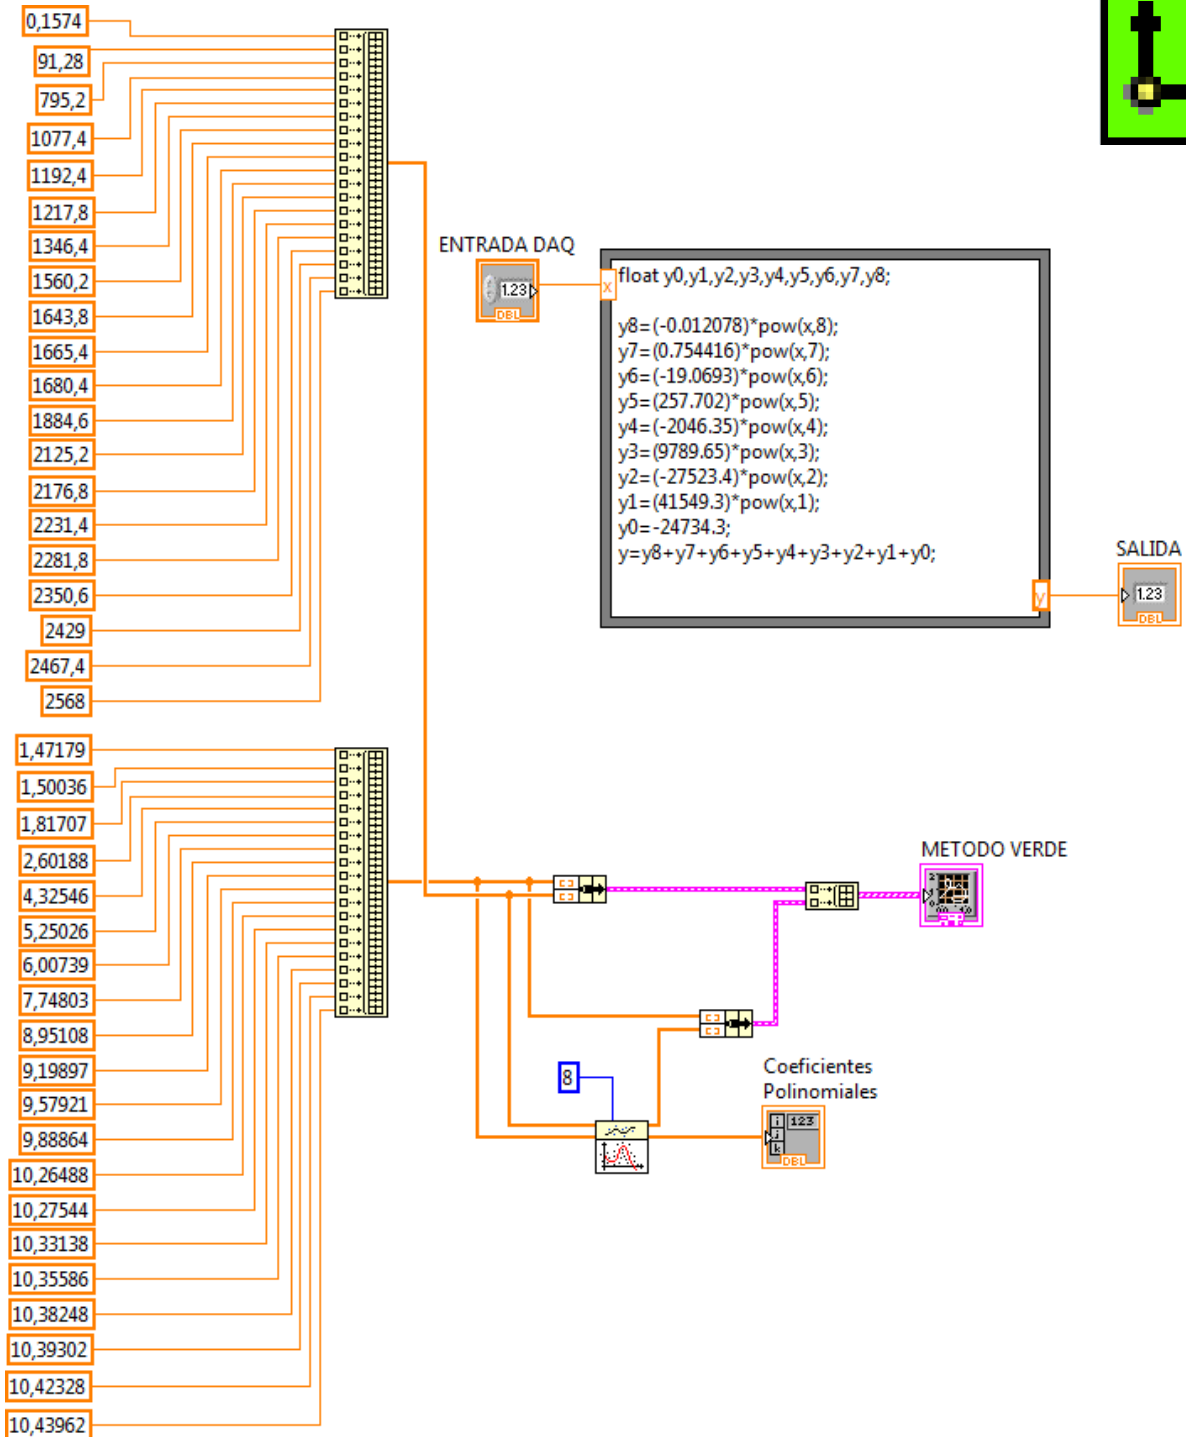 0,1574
91,28
795,2
1077,4
1192,4
1217,8
1346,4
1560,2
1643,8
1665,4
1680,4
1884,6
2125,2
2176,8
2231,4
2281,8
2350,6
2429
2467,4
2568
ENTRADA DAQ
1.23
DBL
x
float y0,y1,y2,y3,y4,y5,y6,y7,y8;
y8=(-0.012078)*pow(x,8);
y7=(0.754416)*pow(x,7);
y6=(-19.0693)*pow(x,6);
y5=(257.702)*pow(x,5);
y4=(-2046.35)*pow(x,4);
y3=(9789.65)*pow(x,3);
y2=(-27523.4)*pow(x,2);
y1=(41549.3)*pow(x,1);
y0=-24734.3;
y=y8+y7+y6+y5+y4+y3+y2+y1+y0;
y
SALIDA
1.23
DBL
1,47179
1,50036
1,81707
2,60188
4,32546
5,25026
6,00739
7,74803
8,95108
9,19897
9,57921
9,88864
10,26488
10,27544
10,33138
10,35586
10,38248
10,39302
10,42328
10,43962
METODO VERDE
8
Coeficientes
Polinomiales
i
j
k
123
DBL